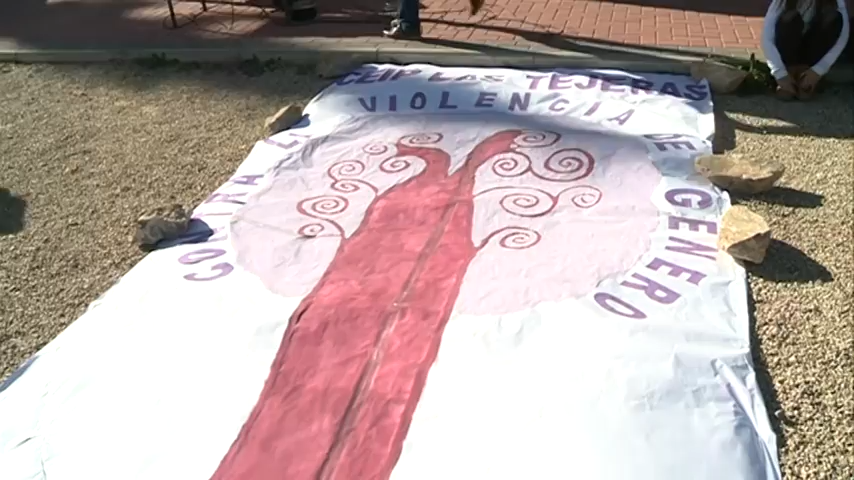 CEIP LAS TEJERAS
CONTRA LA VIOLENCIA DE GENERO